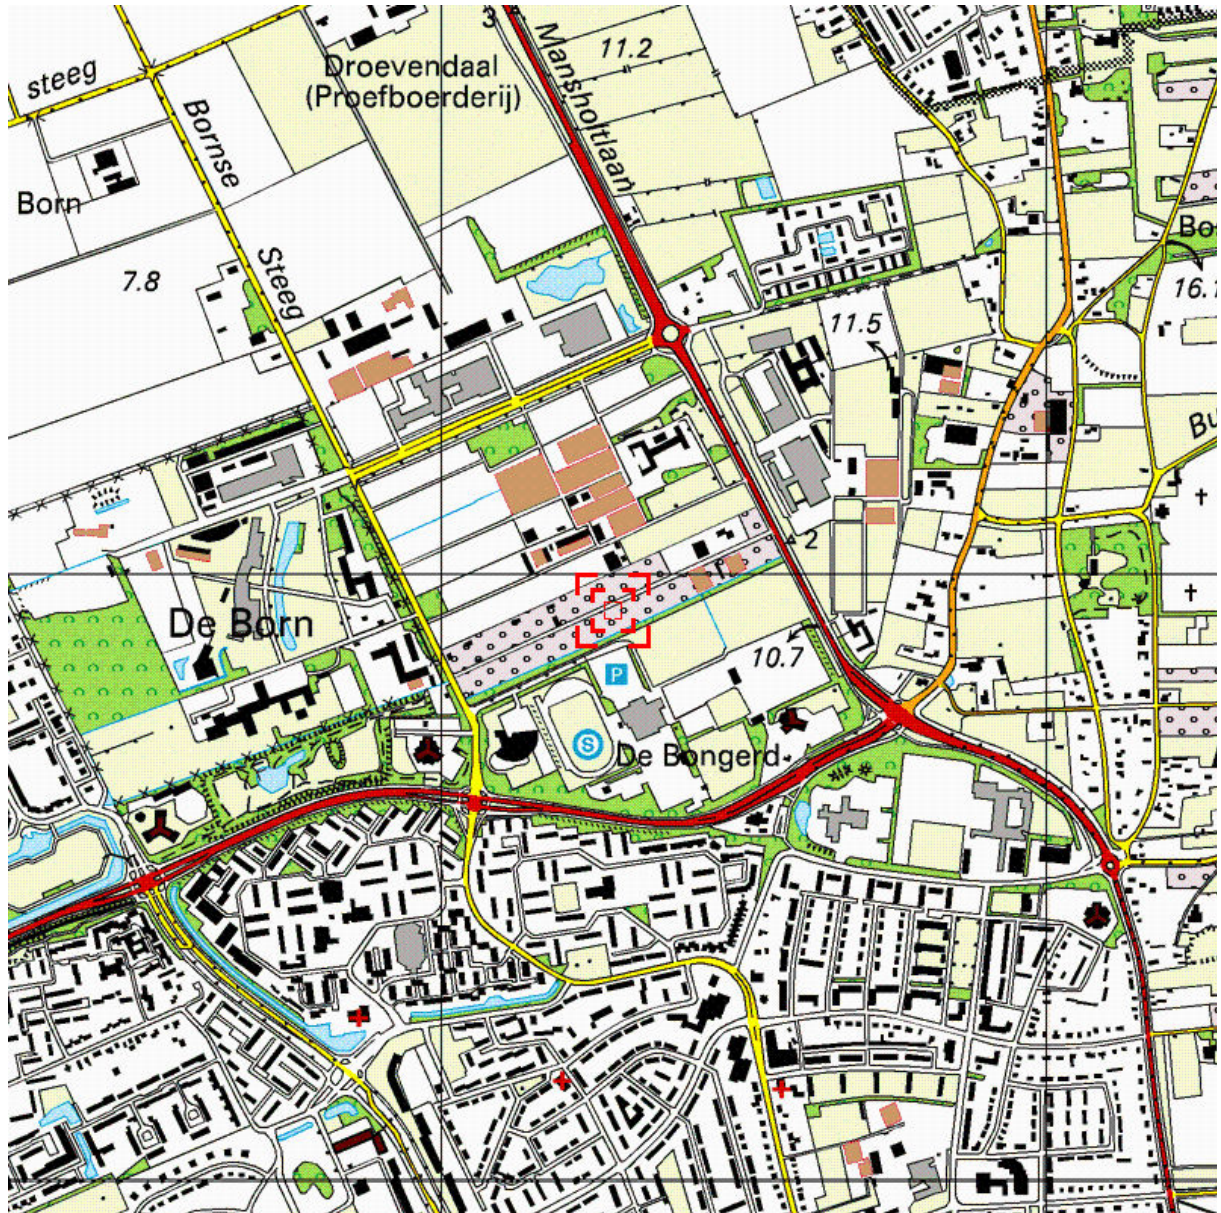 3
Mansholtlaan
11.2
steeg
Droevendaal
(Proefboerderij)
Bornse
Born
Steeg
7.8
11.5
16.1
2
De Born
10.7
P
S
De Bongerd